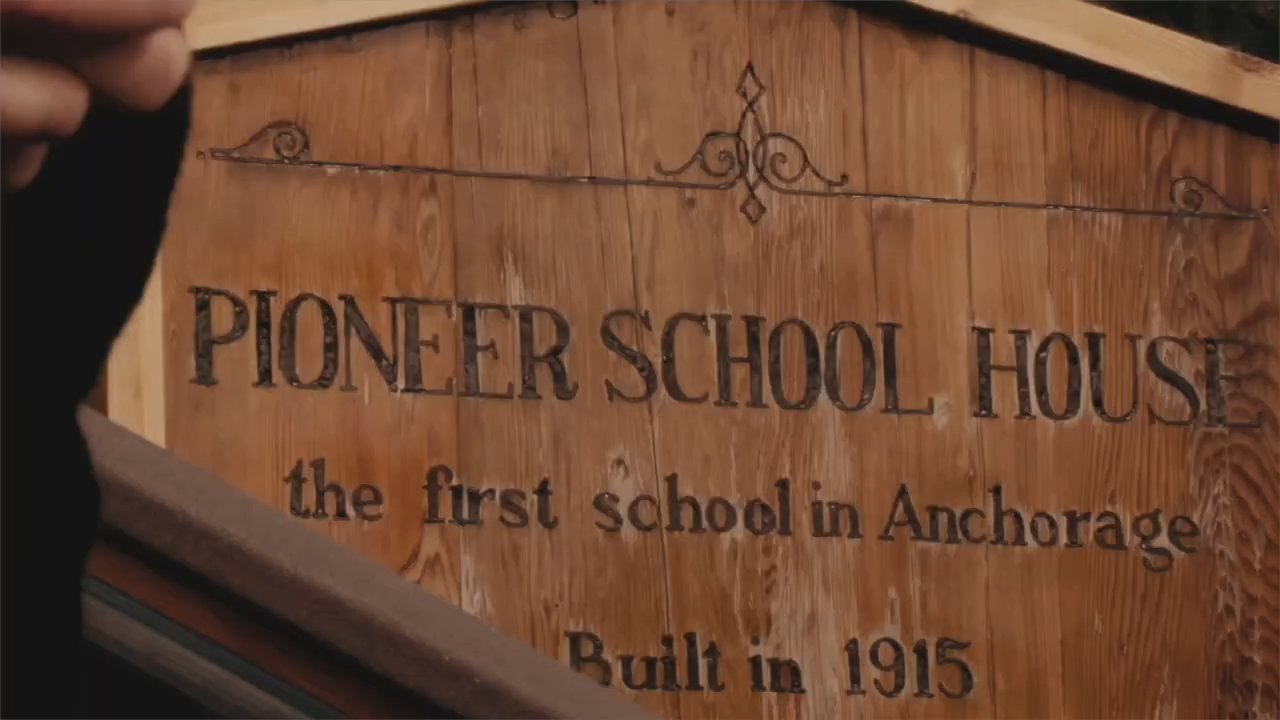 PIONEER SCHOOL HOUSE
the first school in Anchorage
Built in 1915